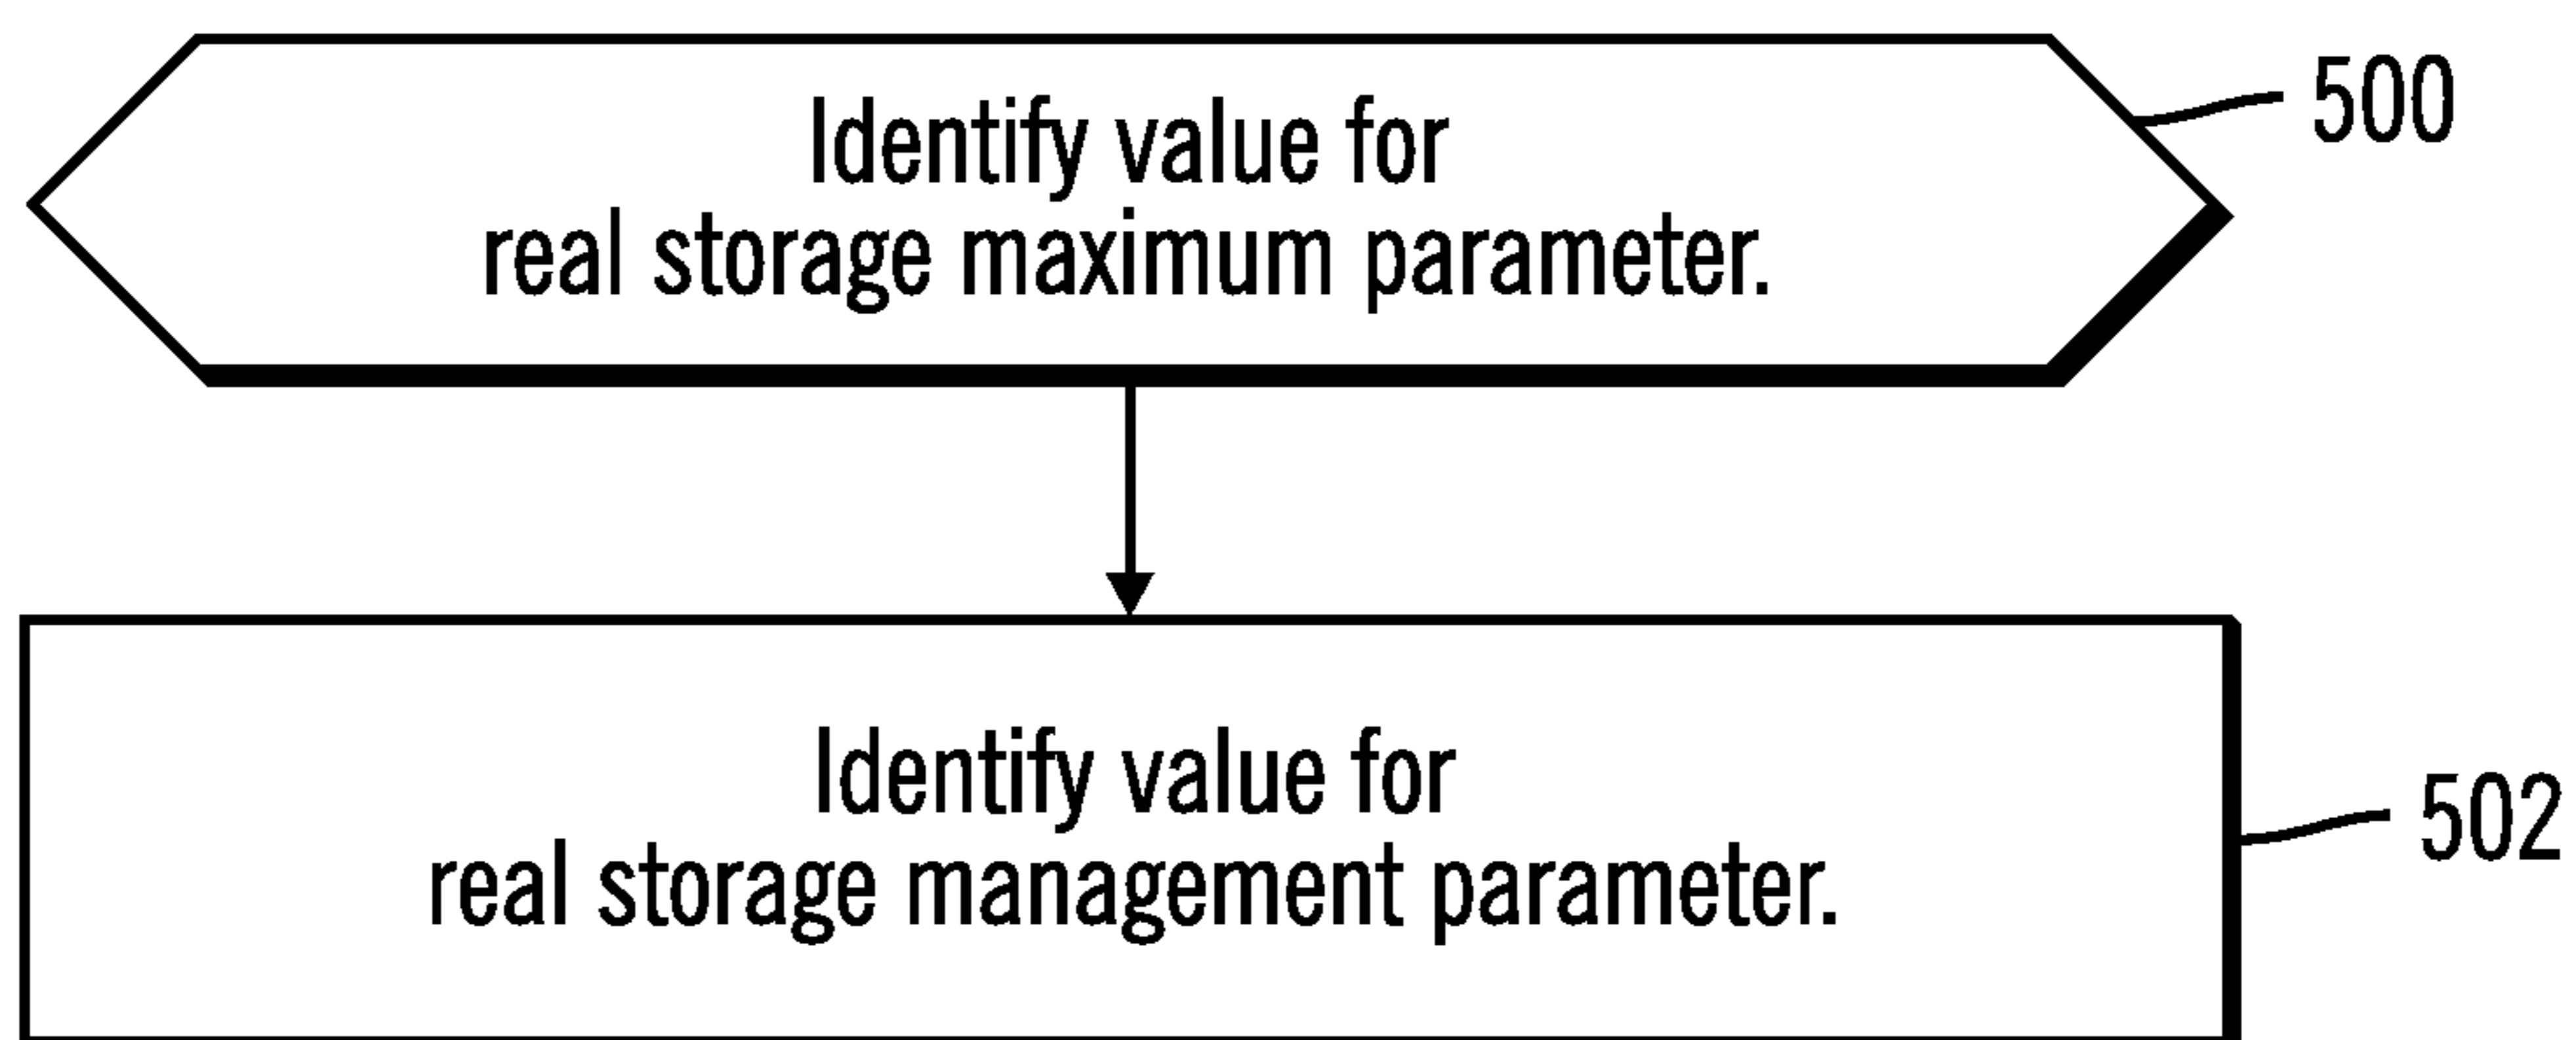 Identify value for
real storage maximum parameter.
500
Identify value for
real storage management parameter.
502